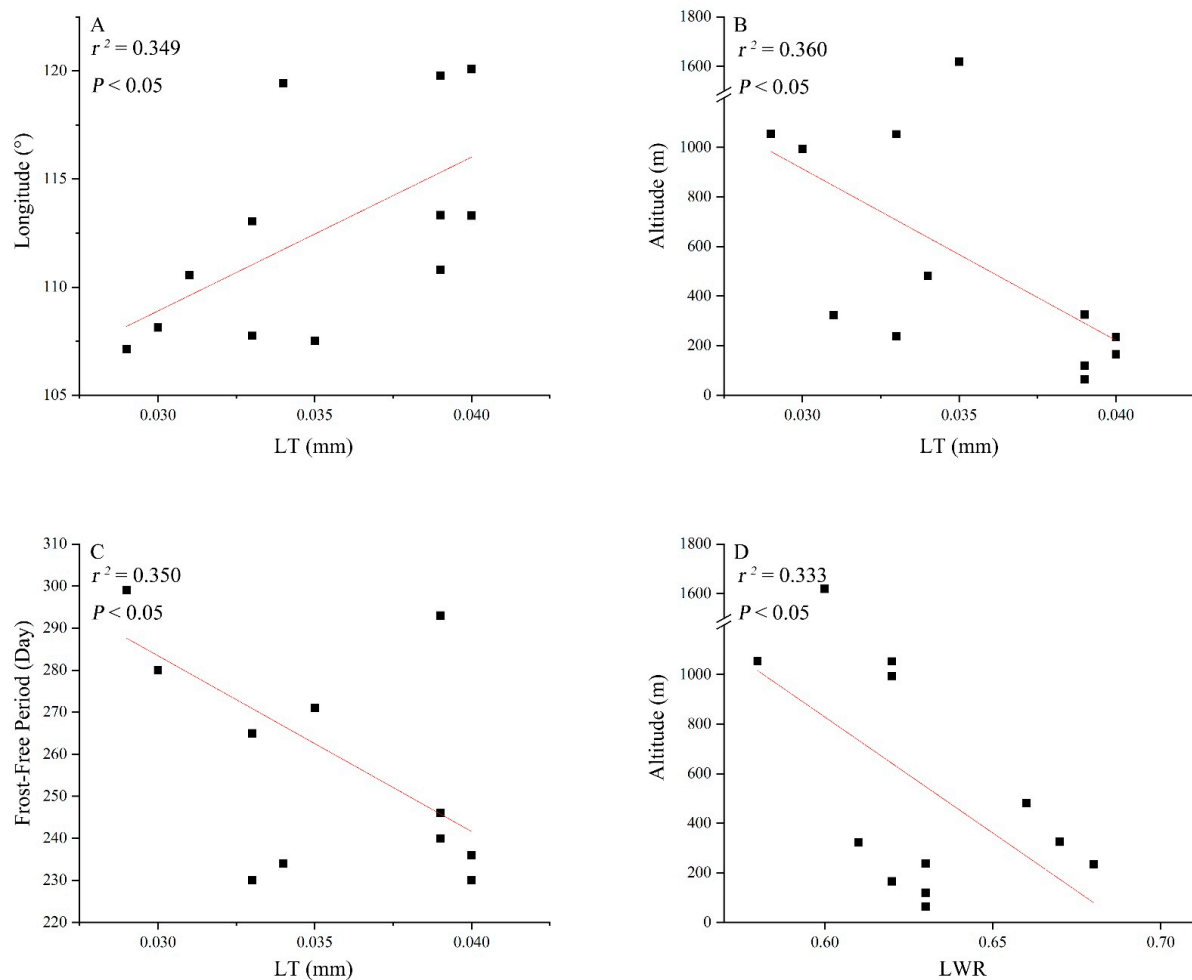 A
r² = 0.349
P < 0.05
120
115
110
105
Longitude (°)
0.030 0.035 0.040
LT (mm)
B
r² = 0.360
P < 0.05
1800
1600
1000
800
600
400
200
0
Altitude (m)
0.030 0.035 0.040
LT (mm)
C
r² = 0.350
P < 0.05
310
300
290
280
270
260
250
240
230
220
Frost-Free Period (Day)
0.030 0.035 0.040
LT (mm)
D
r² = 0.333
P < 0.05
1800
1600
1000
800
600
400
200
0
Altitude (m)
0.60 0.65 0.70
LWR